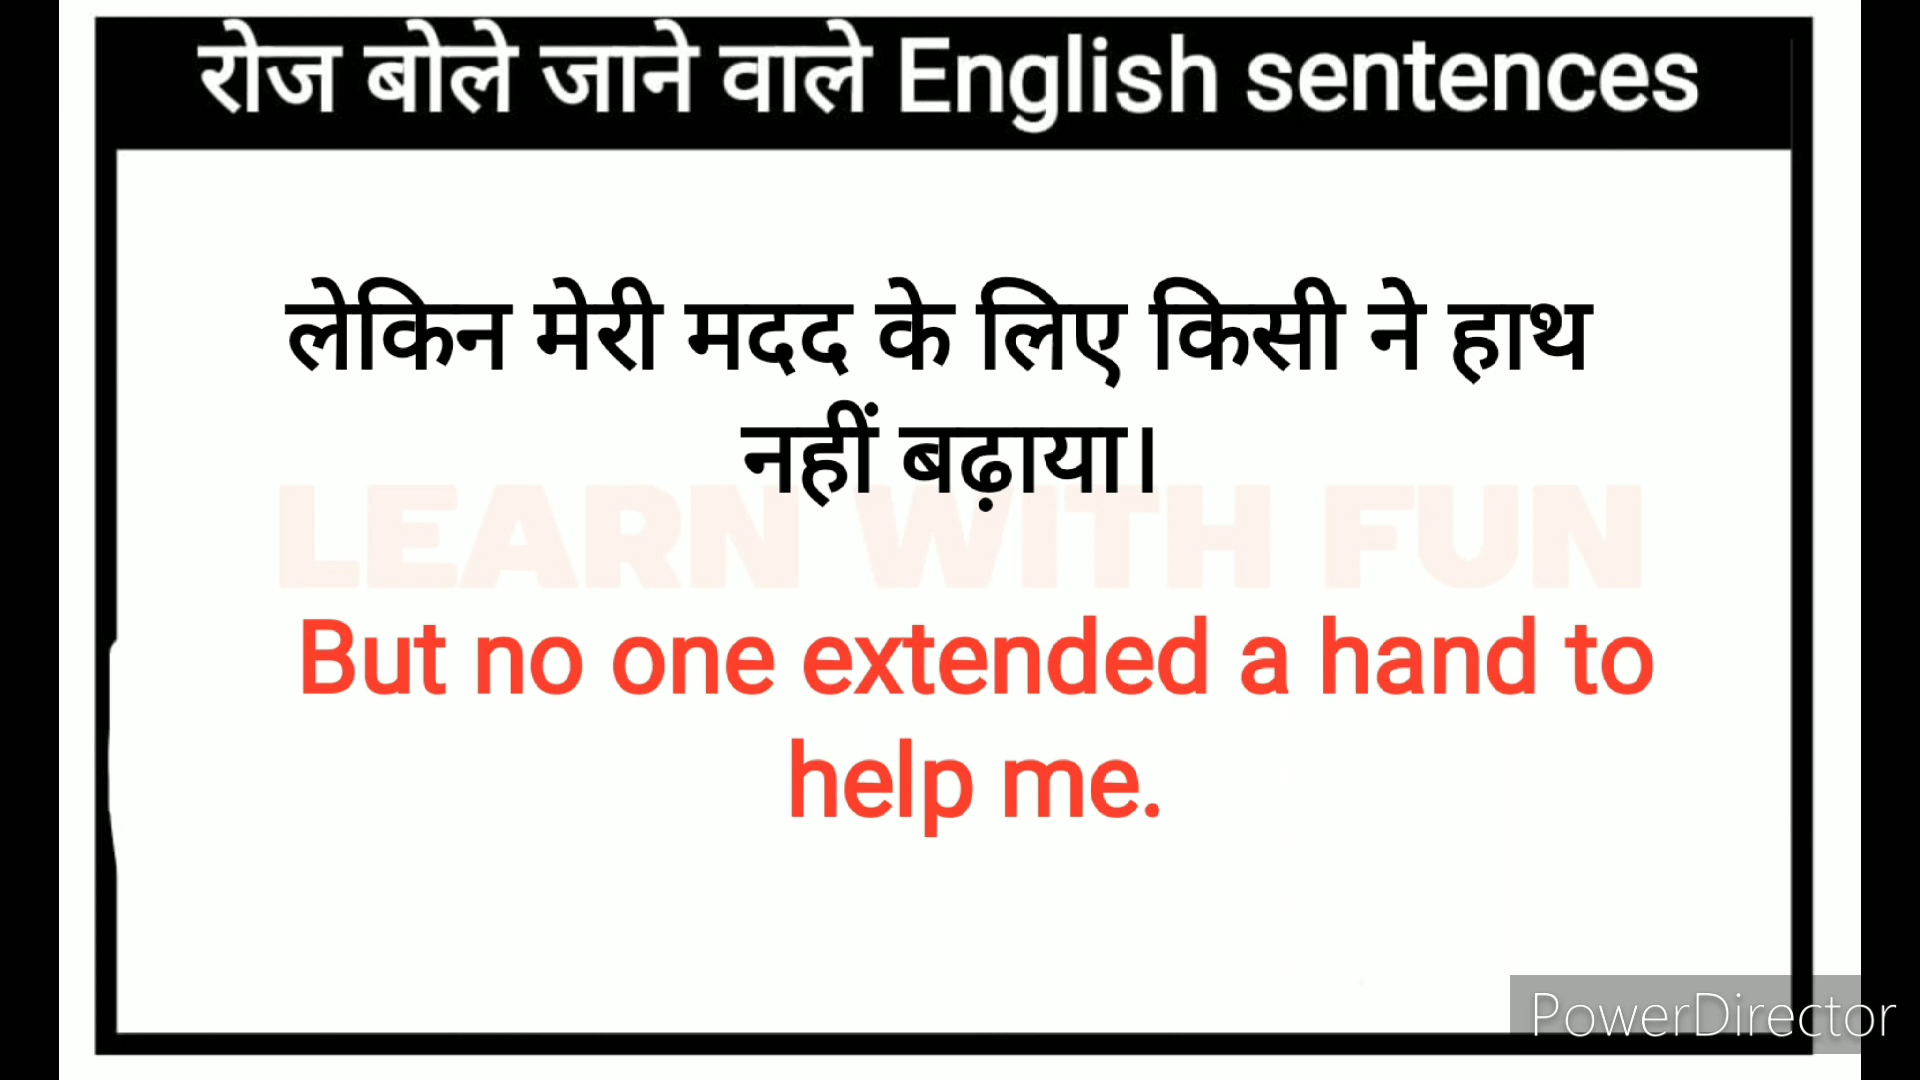 रोज बोले जाने वाले English sentences
लेकिन मेरी मदद के लिए किसी ने हाथ
नहीं बढ़ाया।
LEARN WITH FUN
But no one extended a hand to
help me.
PowerDirector